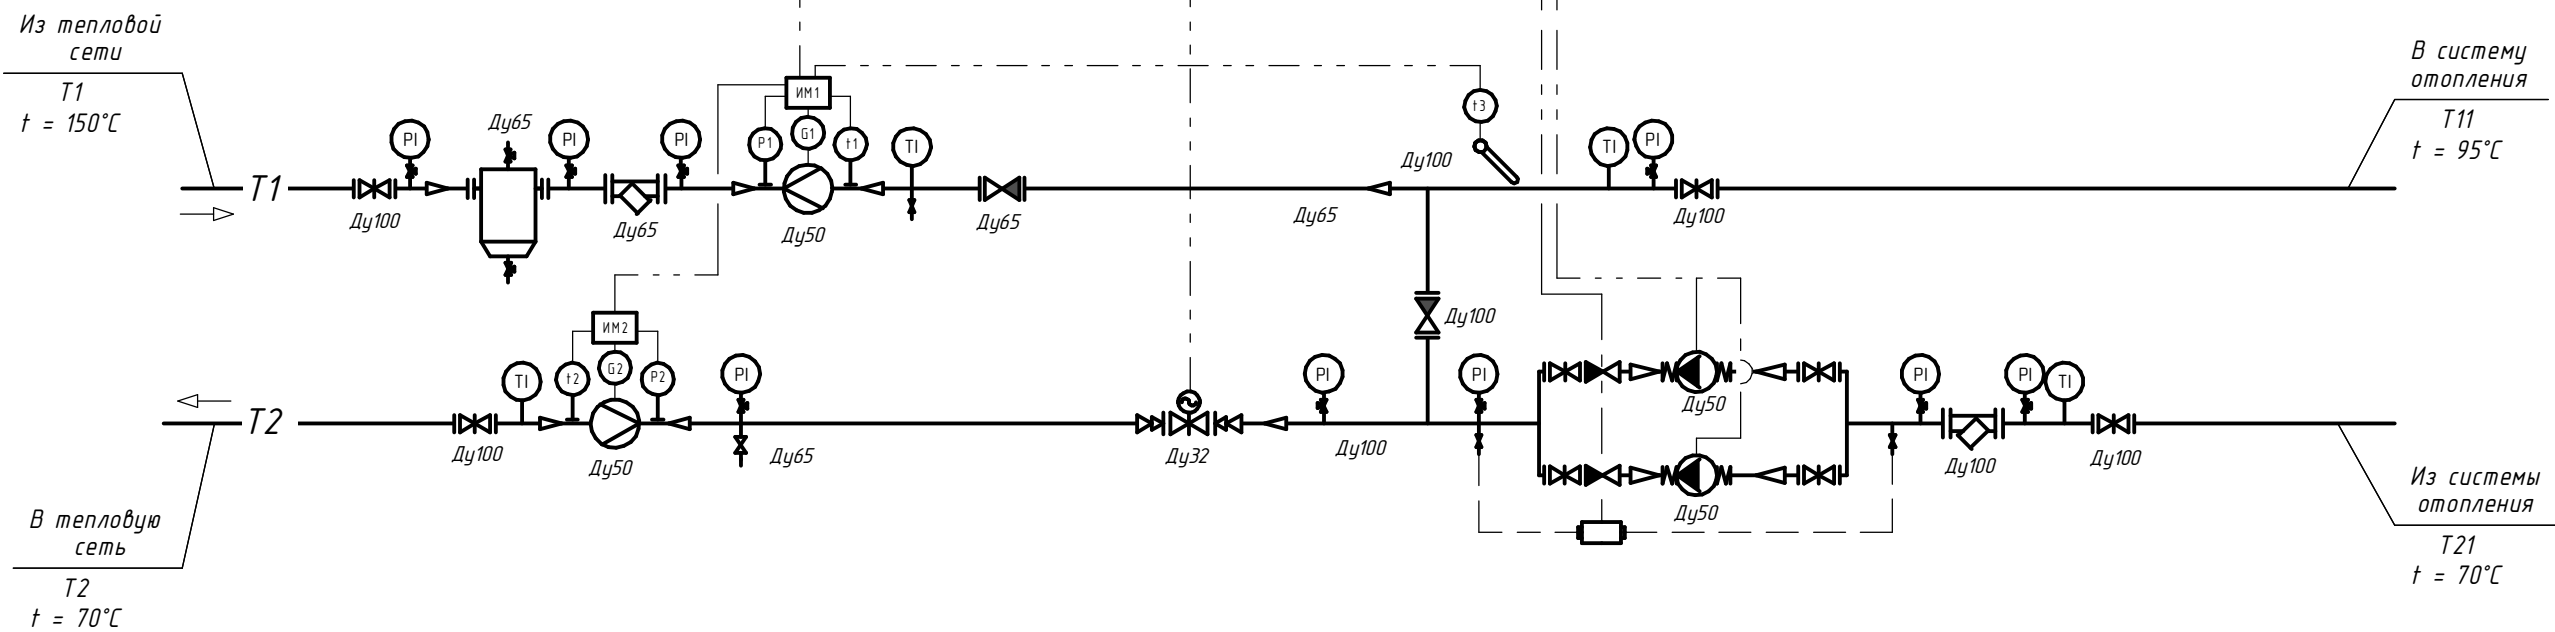 Из тепловой
сети
Т1
t = 150°C
В систему
отопления
Т11
t = 95°C
ИМ1
t3
PI
Ду65
PI
PI
P1
G1
t1
TI
Ду100
TI
PI
Т1
Ду100
Ду65
Ду50
Ду65
Ду65
Ду100
ИМ2
Ду100
TI
t2
G2
P2
PI
PI
PI
Ду50
PI
PI
TI
Т2
Ду100
Ду50
Ду65
Ду32
Ду100
Ду50
Ду100
Ду100
В тепловую
сеть
Т2
t = 70°C
Из системы
отопления
Т21
t = 70°C